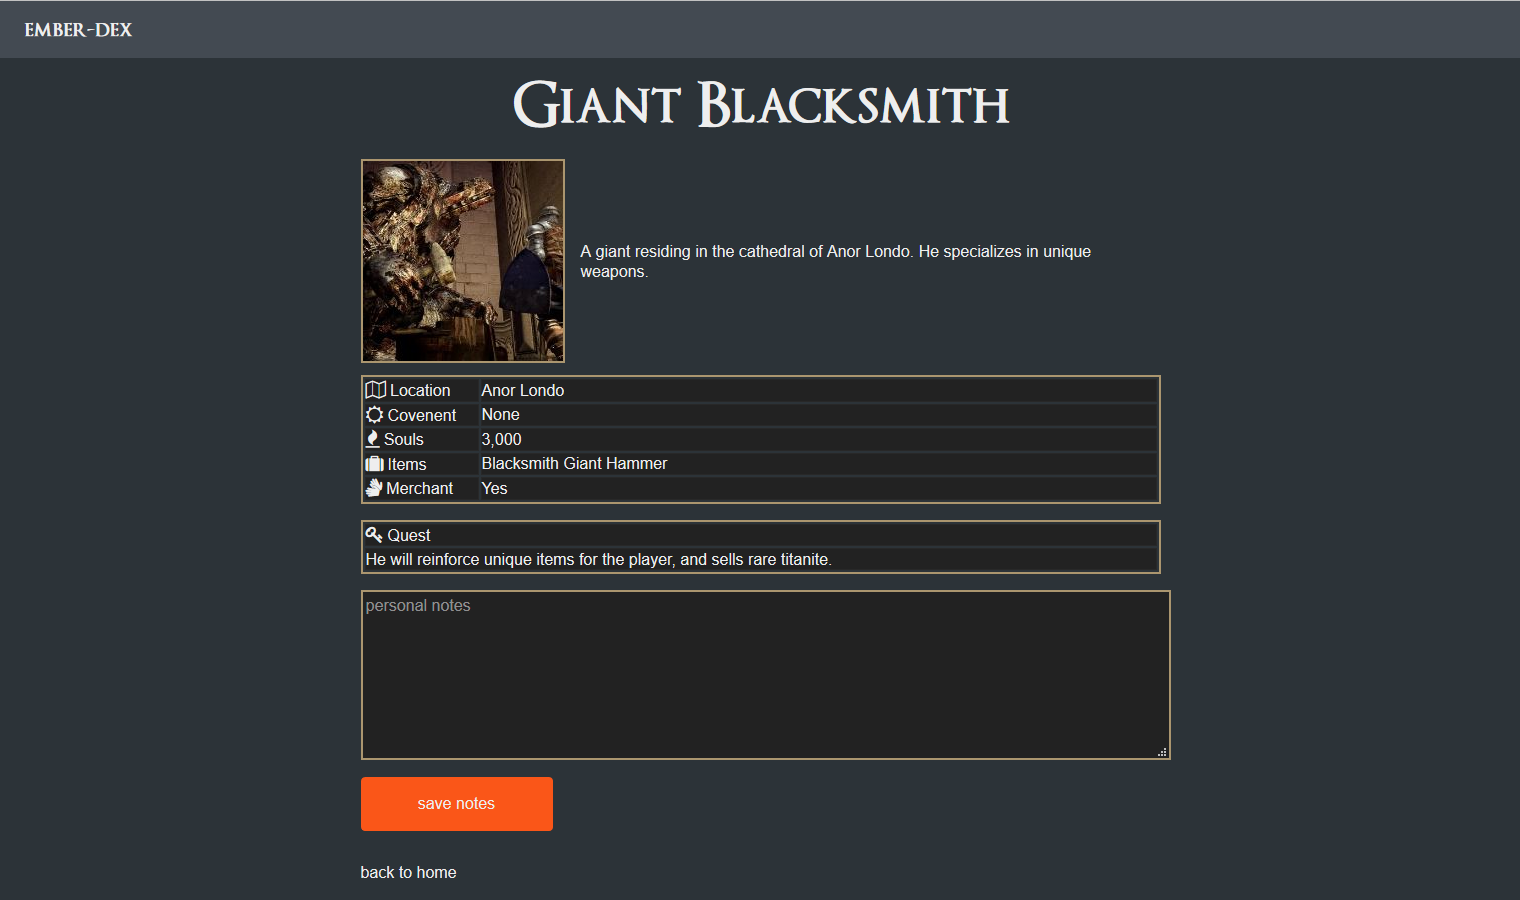 EMBER-DEX
GIANT BLACKSMITH
A giant residing in the cathedral of Anor Londo. He specializes in unique
weapons.
Location Anor Londo
Covenent None
Souls 3,000
Items Blacksmith Giant Hammer
Merchant Yes
Quest
He will reinforce unique items for the player, and sells rare titanite.
personal notes
save notes
back to home